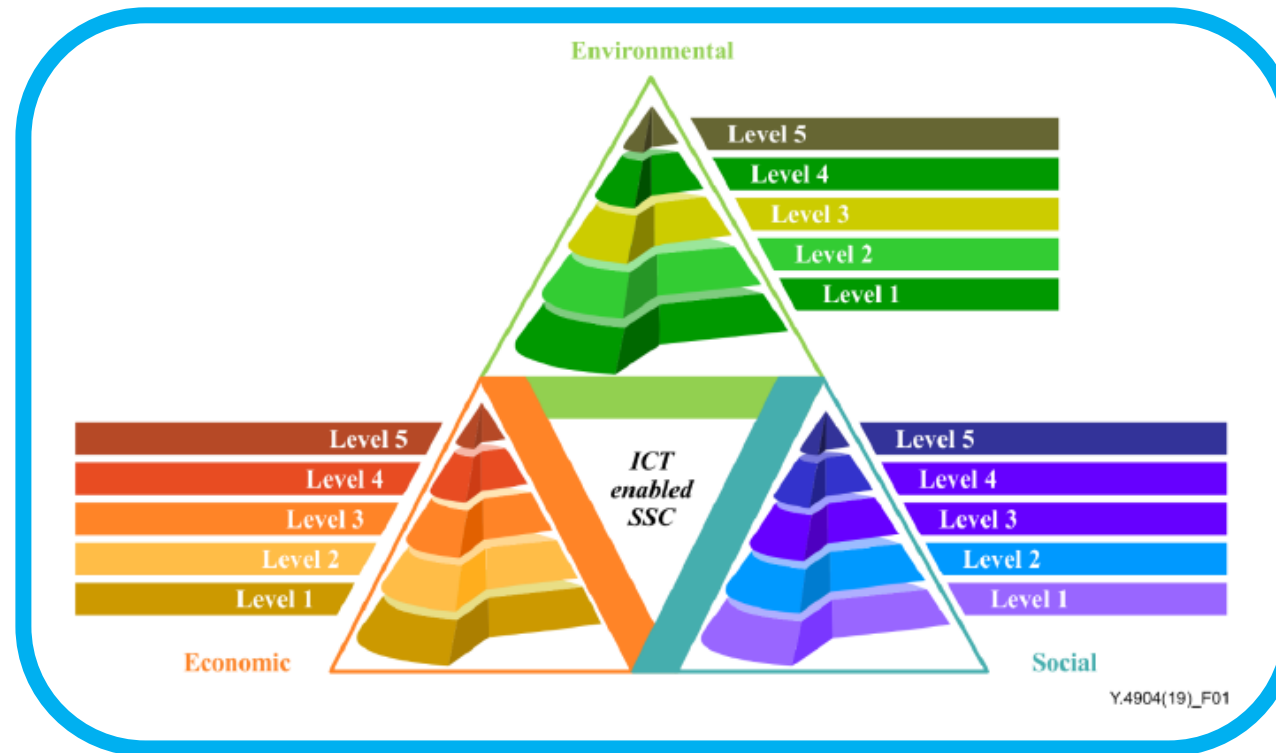 Environmental
Level 5
Level 4
Level 3
Level 2
Level 1
Level 5
Level 4
Level 3
Level 2
Level 1
Economic
ICT
enabled
SSC
Level 5
Level 4
Level 3
Level 2
Level 1
Social
Y.4904(19)_F01